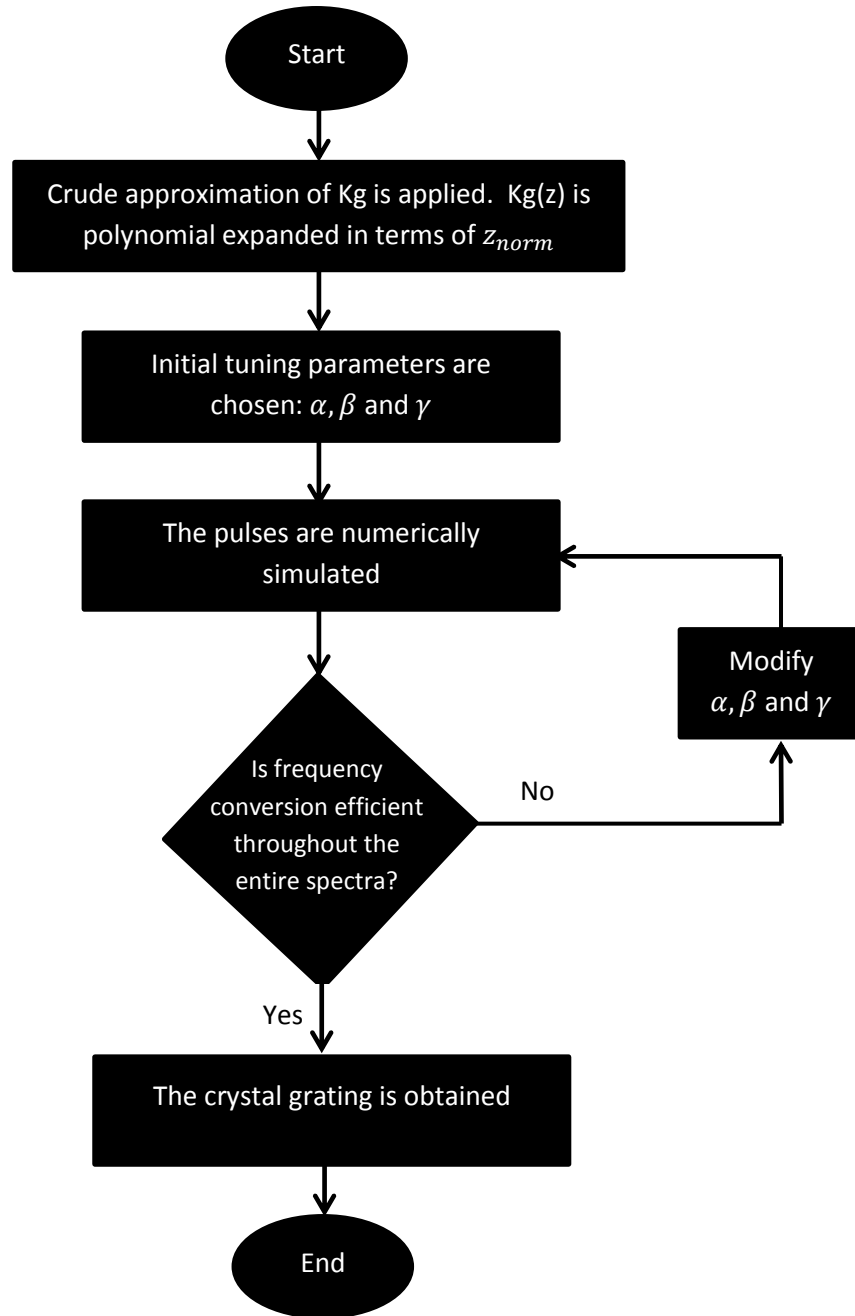 Start
Crude approximation of Kg is applied.  Kg(z) is
polynomial expanded in terms of 𝑧𝑛𝑜𝑟𝑚
Initial tuning parameters are
chosen: 𝛼, 𝛽 and 𝛾
The pulses are numerically
simulated
Modify
𝛼, 𝛽 and 𝛾
Is frequency
conversion efficient
throughout the
entire spectra?
No
Yes
The crystal grating is obtained
End